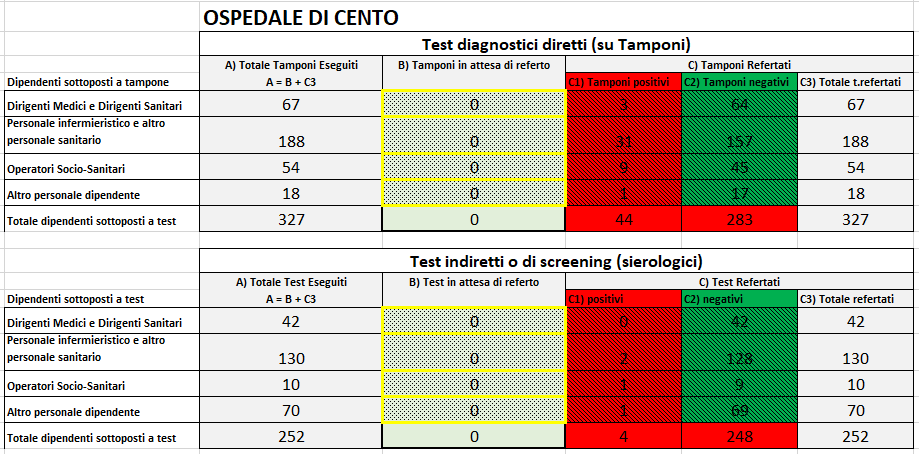 OSPEDALE DI CENTO
Test diagnostici diretti (su Tamponi)
A) Totale Tamponi Eseguiti B) Tamponi in attesa di referto C) Tamponi Refertati
Dipendenti sottoposti a tampone A = B + C3 C1) Tamponi positivi C2) Tamponi negativi C3) Totale t.refertati
Dirigenti Medici e Dirigenti Sanitari 67 0 3 64 67
Personale infermieristico e altro
personale sanitario 188 0 31 157 188
Operatori Socio-Sanitari 54 0 9 45 54
Altro personale dipendente 18 0 1 17 18
Totale dipendenti sottoposti a test 327 0 44 283 327
Test indiretti o di screening (sierologici)
A) Totale Test Eseguiti B) Test in attesa di referto C) Test Refertati
Dipendenti sottoposti a test A = B + C3 C1) positivi C2) negativi C3) Totale refertati
Dirigenti Medici e Dirigenti Sanitari 42 0 0 42 42
Personale infermieristico e altro
personale sanitario 130 0 2 128 130
Operatori Socio-Sanitari 10 0 1 9 10
Altro personale dipendente 70 0 1 69 70
Totale dipendenti sottoposti a test 252 0 4 248 252